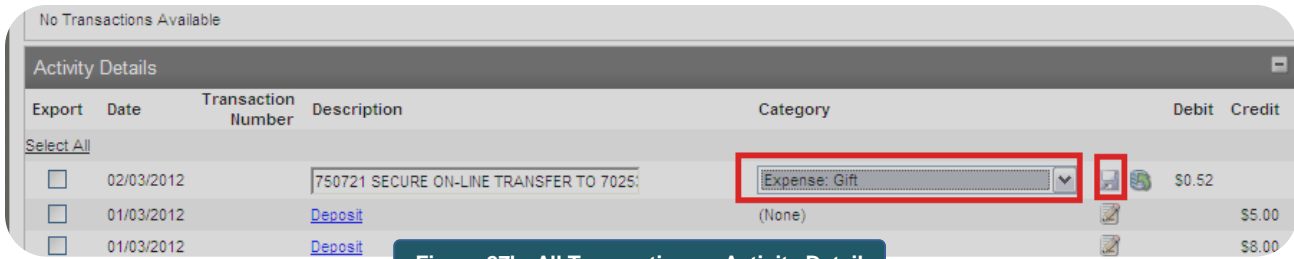 No Transactions Available
Activity Details
Export Date Transaction Number Description Category Debit Credit
Select All
02/03/2012 750721 SECURE ON-LINE TRANSFER TO 7025 Expense: Gift $0.52
01/03/2012 Deposit (None) $5.00
01/03/2012 Deposit $8.00